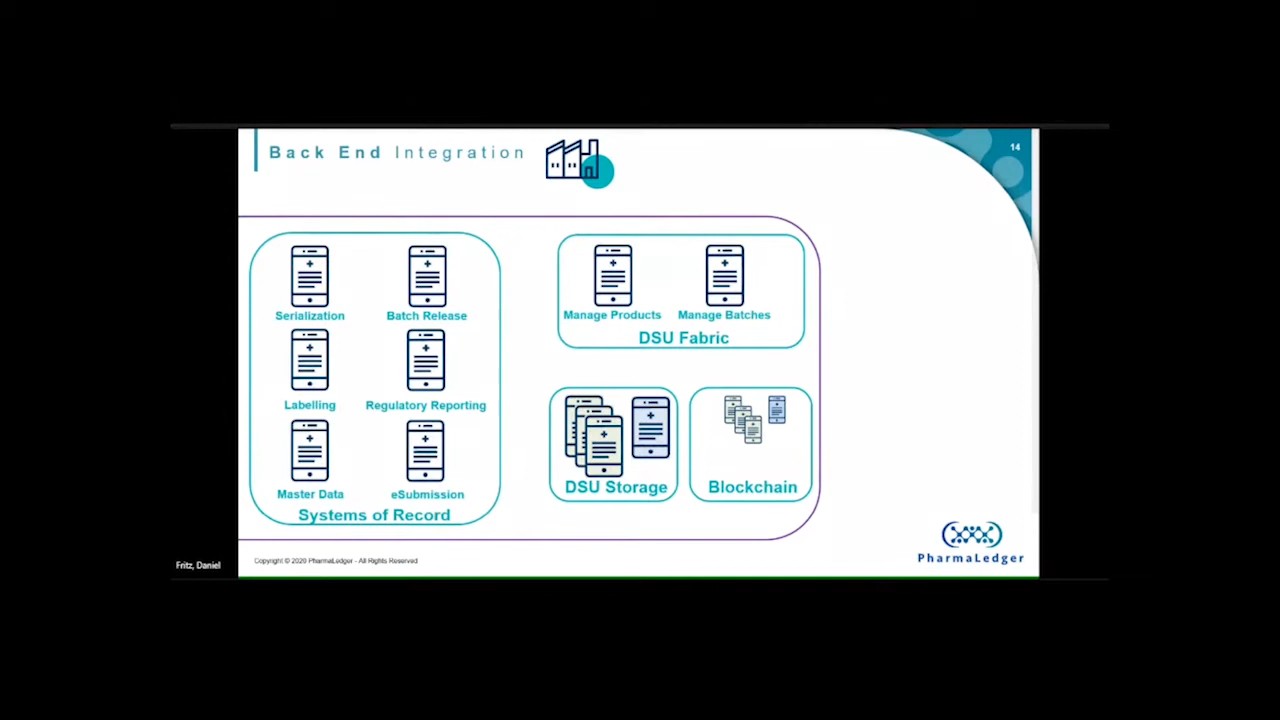 Back End Integration
14
Serialization
Batch Release
Labelling
Regulatory Reporting
Master Data
eSubmission
Systems of Record
Manage Products
Manage Batches
DSU Fabric
DSU Storage
Blockchain
Fritz, Daniel
Copyright © 2020 PharmaLedger - All Rights Reserved
PharmaLedger